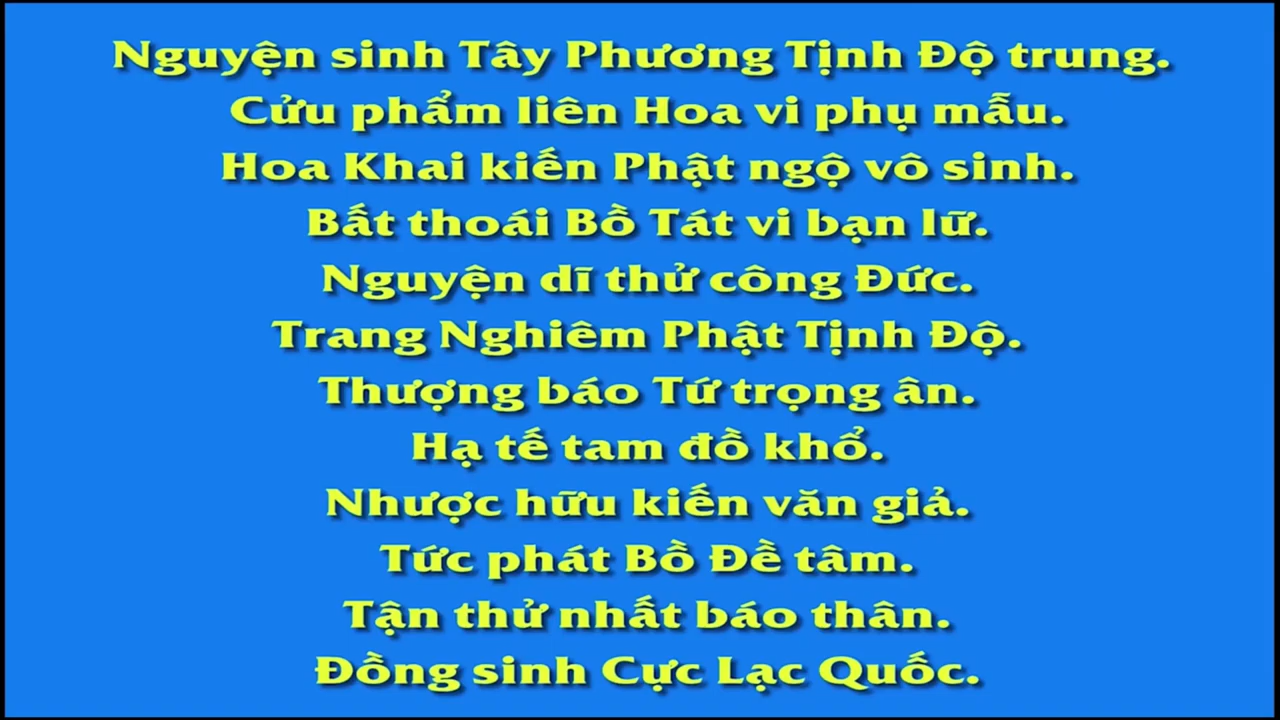 Nguyện sinh Tây Phương Tịnh Độ trung.
Cửu phẩm liên Hoa vi phụ mẫu.
Hoa Khai kiến Phật ngộ vô sinh.
Bất thoái Bồ Tát vi bạn lữ.
Nguyện dĩ thử công Đức.
Trang Nghiêm Phật Tịnh Độ.
Thượng báo Tứ trọng ân.
Hạ tế tam đồ khổ.
Nhược hữu kiến văn giả.
Tức phát Bồ Đề tâm.
Tận thử nhất báo thân.
Đồng sinh Cực Lạc Quốc.